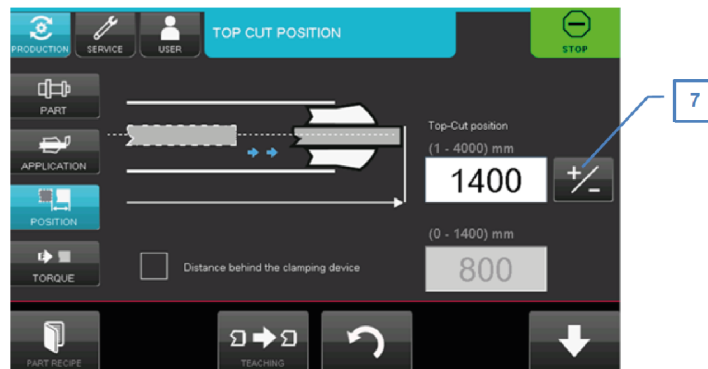 PRODUCTION
SERVICE
USER
TOP CUT POSITION
STOP
PART
APPLICATION
POSITION
TORQUE
Top-Cut position
(1 - 4000) mm
1400
+/-
7
(0 - 1400) mm
800
Distance behind the clamping device
PART RECIPE
TEACHING